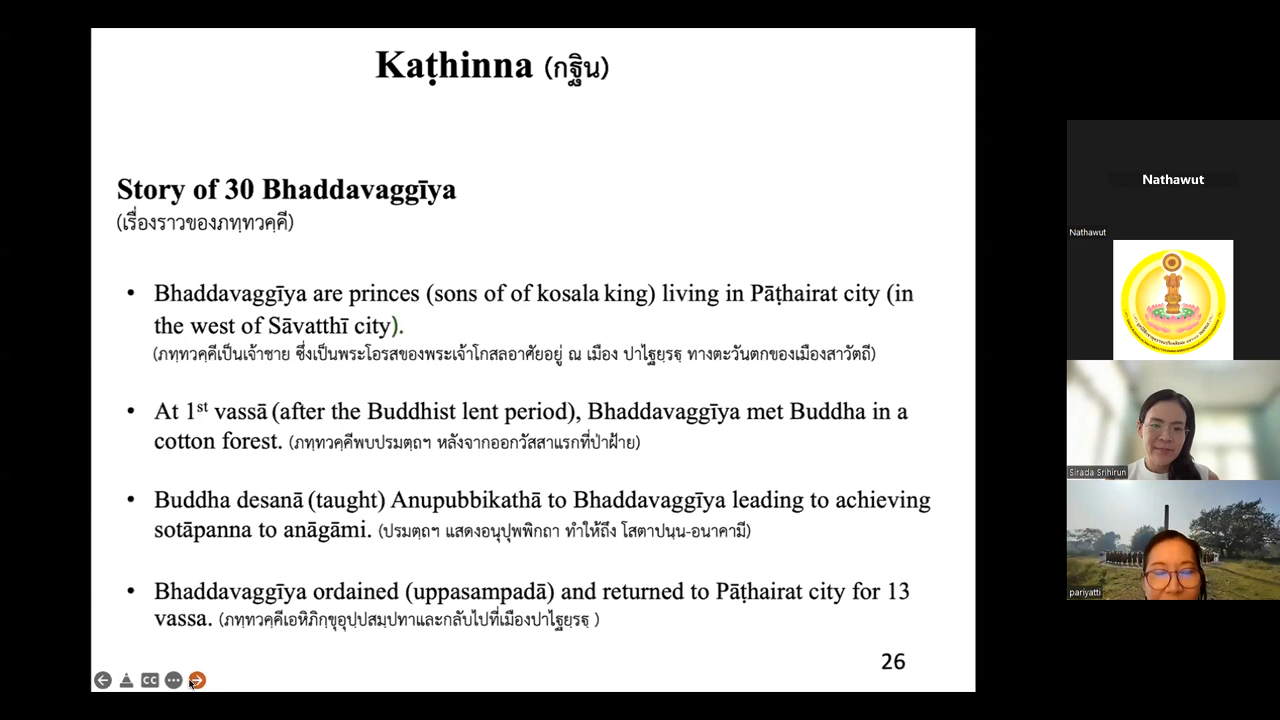 Kaṭhinna (กฐิน)
Story of 30 Bhaddavaggīya
(เรื่องราวของภทฺทวคฺคี)
• Bhaddavaggīya are princes (sons of of kosala king) living in Pāṭhairat city (in
the west of Sāvatthī city).
(ภทฺทวคฺคีเป็นเจ้าชาย ซึ่งเป็นพระโอรสของพระเจ้าโกสลอาศัยอยู่ ณ เมือง ปาไฐยฺรฐฺ ทางตะวันตกของเมืองสาวัตถี)
• At 1st vassā (after the Buddhist lent period), Bhaddavaggīya met Buddha in a
cotton forest. (ภทฺทวคฺคีพบปรมตฺถฯ หลังจากออกวัสสาแรกที่ป่าฝ้าย)
• Buddha desanā (taught) Anupubbikathā to Bhaddavaggīya leading to achieving
sotāpanna to anāgāmi. (ปรมตฺถฯ แสดงอนุปุพพิกถา ทำให้ถึง โสตาปนฺน-อนาคามี)
• Bhaddavaggīya ordained (uppasampadā) and returned to Pāṭhairat city for 13
vassa. (ภทฺทวคฺคีเอหิภิกฺขุอุปฺปสมฺปทาและกลับไปที่เมืองปาไฐยฺรฐฺ )
26
CC
Nathawut
Nathawut
Sirada Srihirun
pariyatti